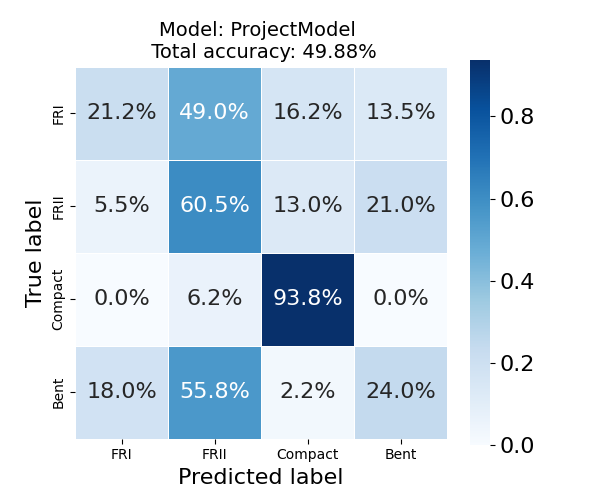 Model: ProjectModel
Total accuracy: 49.88%
True label
FRI
21.2% 49.0% 16.2% 13.5%
FRII
5.5% 60.5% 13.0% 21.0%
Compact
0.0% 6.2% 93.8% 0.0%
Bent
18.0% 55.8% 2.2% 24.0%
FRI FRII Compact Bent
Predicted label
0.8
0.6
0.4
0.2
0.0